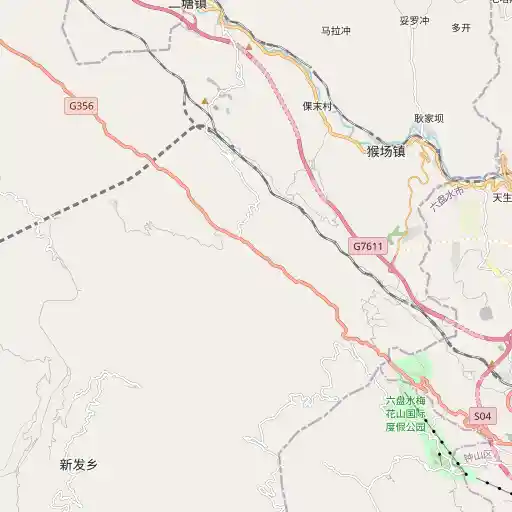 二塘镇
马拉冲
妥罗冲
多开
G356
倮末村
耿家坝
猴场镇
六盘水市
天生
G7611
六盘水梅
花山国际
度假公园
S04
钟山区
新发乡